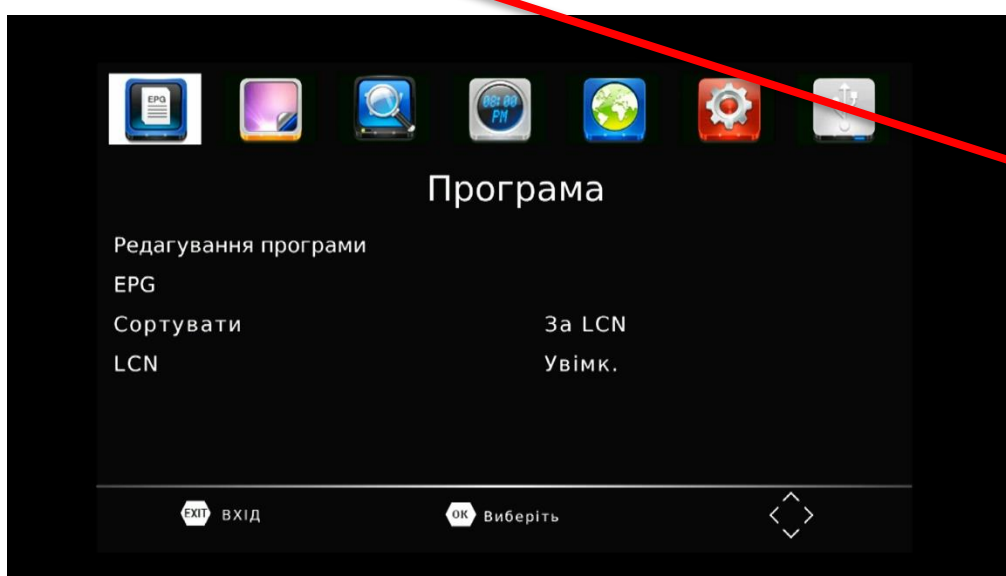 EPG
08:00
PM
Програма
Редагування програми
EPG
Сортувати За LCN
LCN Увімк.
EXIT ВХІД OK Виберіть